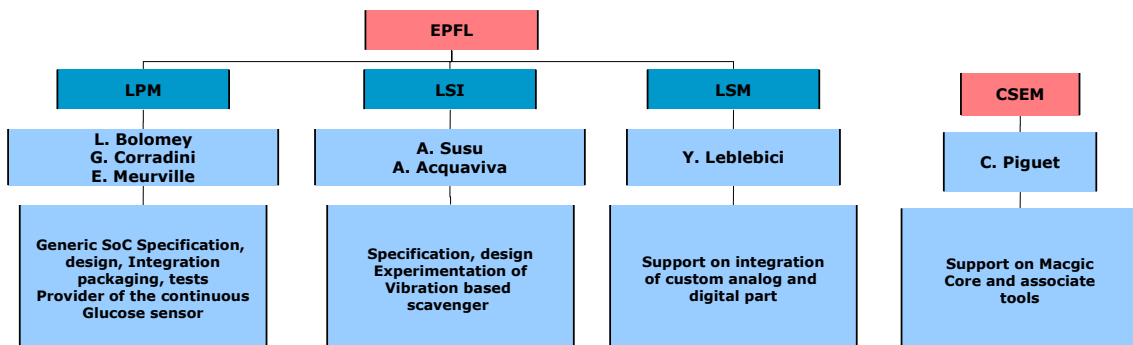 EPFL
LPM
LSI
LSM
CSEM
L. Bolomey
G. Corradini
E. Meurville
A. Susu
A. Acquaviva
Y. Leblebici
C. Piguet
Generic SoC Specification,
design, Integration
packaging, tests
Provider of the continuous
Glucose sensor
Specification, design
Experimentation of
Vibration based
scavenger
Support on integration
of custom analog and
digital part
Support on Macgic
Core and associate
tools